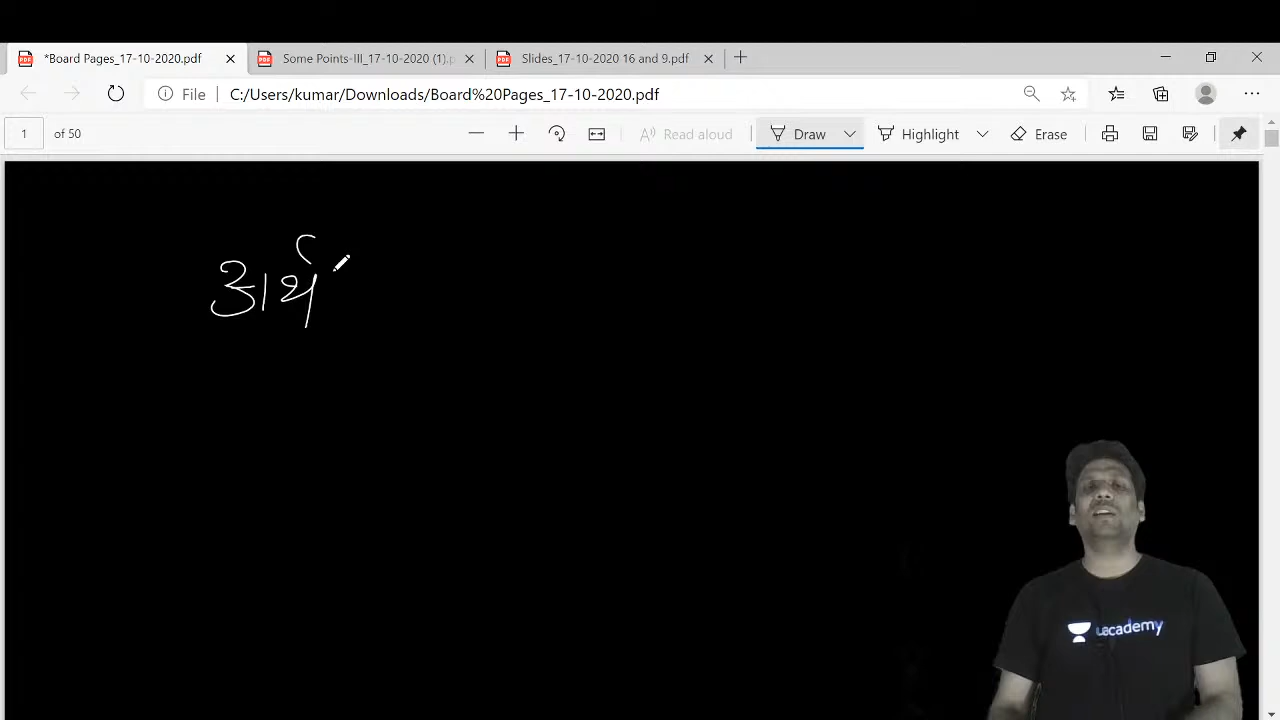 *Board Pages_17-10-2020.pdf
Some Points-III_17-10-2020 (1).p
Slides_17-10-2020 16 and 9.pdf
File
C:/Users/kumar/Downloads/Board%20Pages_17-10-2020.pdf
1 of 50
Read aloud
Draw
Highlight
Erase
अर्थ
unacademy